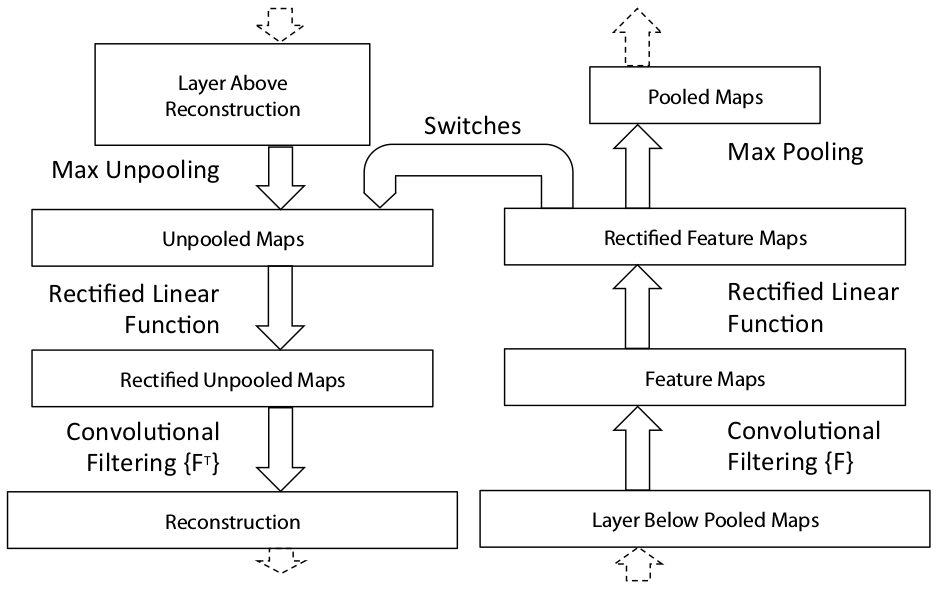 Layer Above
Reconstruction
Pooled Maps
Switches
Max Unpooling
Max Pooling
Unpooled Maps
Rectified Feature Maps
Rectified Linear
Function
Rectified Linear
Function
Rectified Unpooled Maps
Feature Maps
Convolutional
Filtering {Fᵀ}
Convolutional
Filtering {F}
Reconstruction
Layer Below Pooled Maps